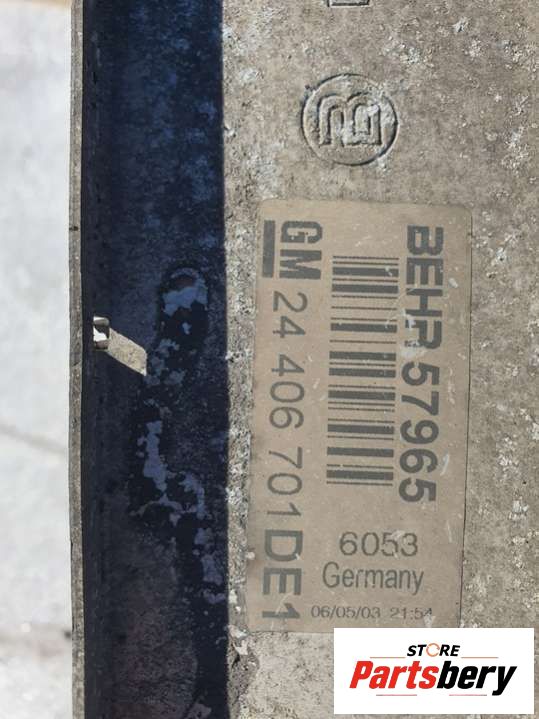 BEHR 57965
GM 24 406 701 DE1
6053
Germany
06/05/03 21:54
STORE
Partsbery